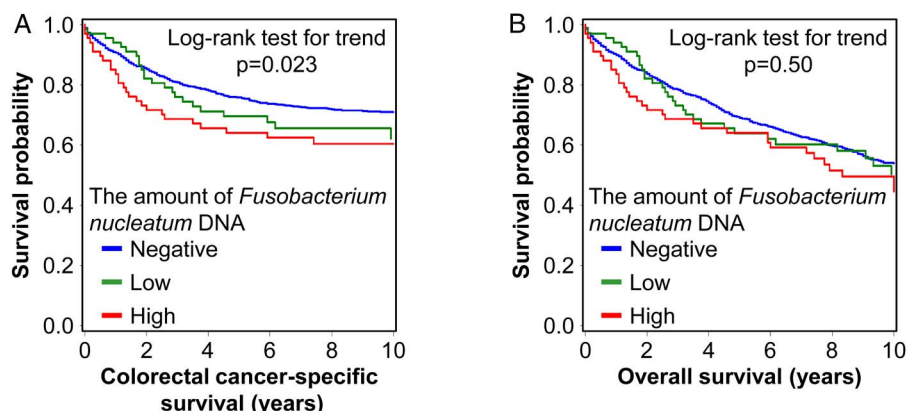 A
Survival probability
1.0
0.8
0.6
0.4
0.2
0.0
Log-rank test for trend
p=0.023
The amount of Fusobacterium
nucleatum DNA
Negative
Low
High
0 2 4 6 8 10
Colorectal cancer-specific
survival (years)
B
Survival probability
1.0
0.8
0.6
0.4
0.2
0.0
Log-rank test for trend
p=0.50
The amount of Fusobacterium
nucleatum DNA
Negative
Low
High
0 2 4 6 8 10
Overall survival (years)